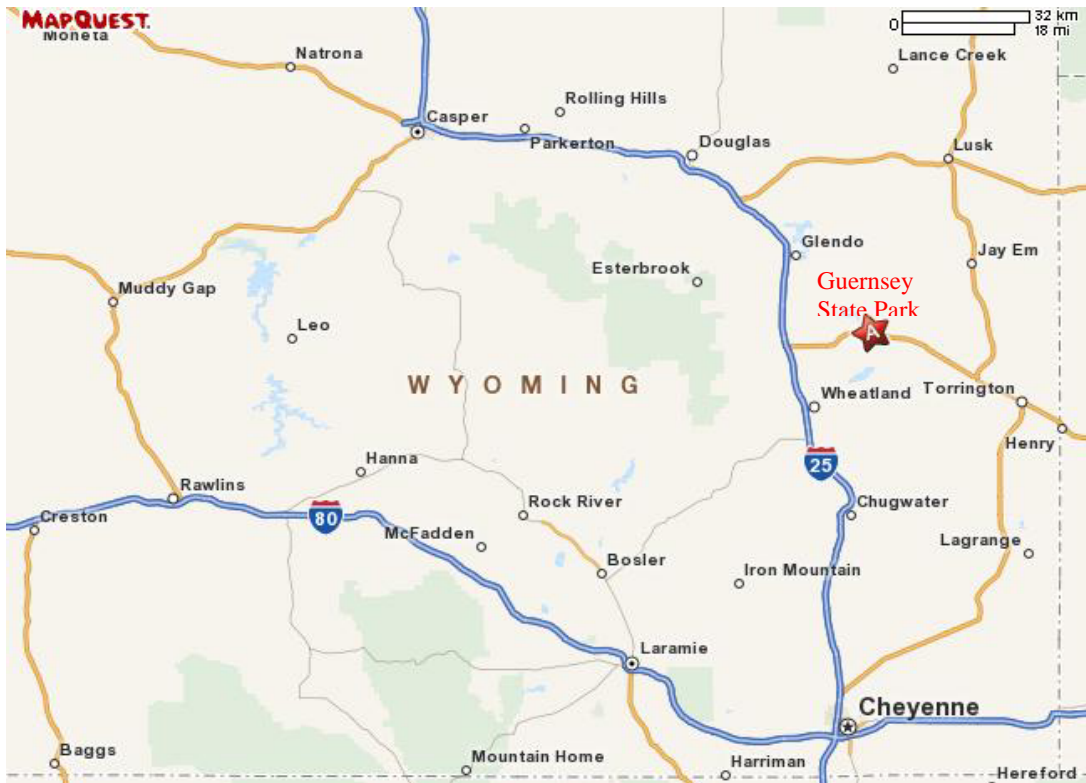 MAPQUEST.
0
32 km
18 mi
Moneta
Natrona
Lance Creek
Casper
Rolling Hills
Parkerton
Douglas
Lusk
Glendo
Jay Em
Esterbrook
Guernsey
State Park
A
Muddy Gap
Leo
WYOMING
Wheatland
Torrington
Henry
Hanna
25
Rawlins
Rock River
Chugwater
80
Creston
McFadden
Lagrange
Bosler
Iron Mountain
Laramie
Cheyenne
Baggs
Mountain Home
Harriman
Hereford